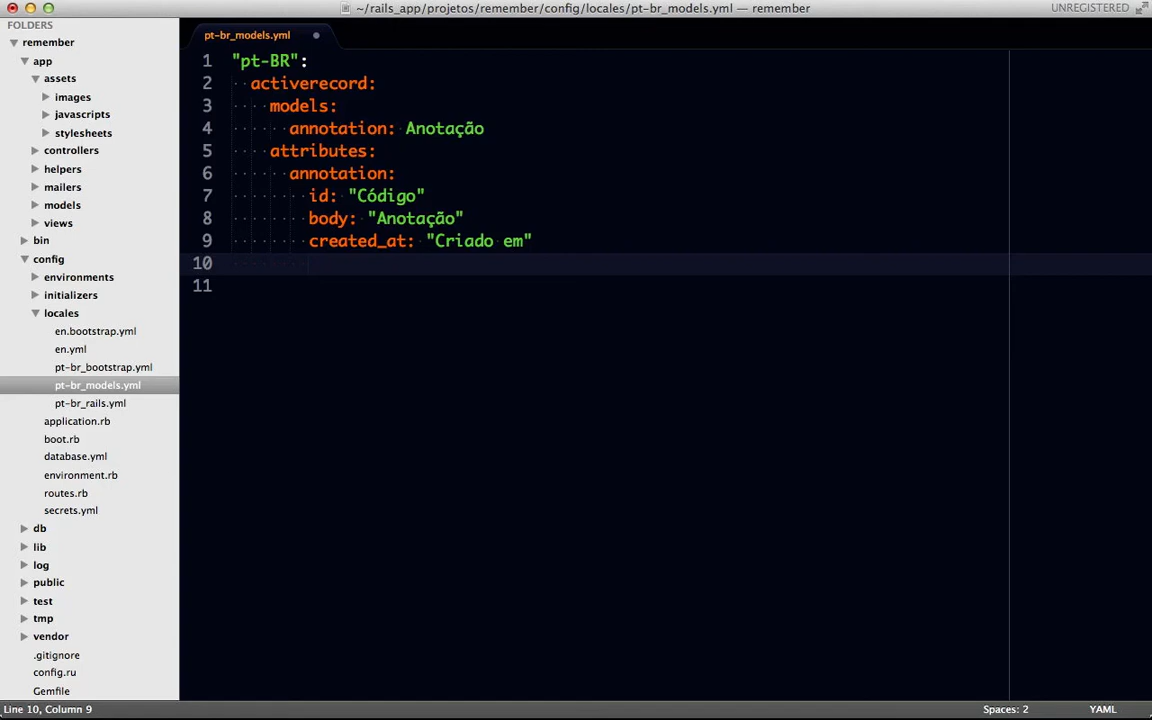 ~/rails_app/projetos/remember/config/locales/pt-br_models.yml — remember
UNREGISTERED
FOLDERS
remember
app
assets
images
javascripts
stylesheets
controllers
helpers
mailers
models
views
bin
config
environments
initializers
locales
en.bootstrap.yml
en.yml
pt-br_bootstrap.yml
pt-br_models.yml
pt-br_rails.yml
application.rb
boot.rb
database.yml
environment.rb
routes.rb
secrets.yml
db
lib
log
public
test
tmp
vendor
.gitignore
config.ru
Gemfile
pt-br_models.yml
1 "pt-BR":
2 activerecord:
3 models:
4 annotation: Anotação
5 attributes:
6 annotation:
7 id: "Código"
8 body: "Anotação"
9 created_at: "Criado em"
10
11
Line 10, Column 9
Spaces: 2
YAML